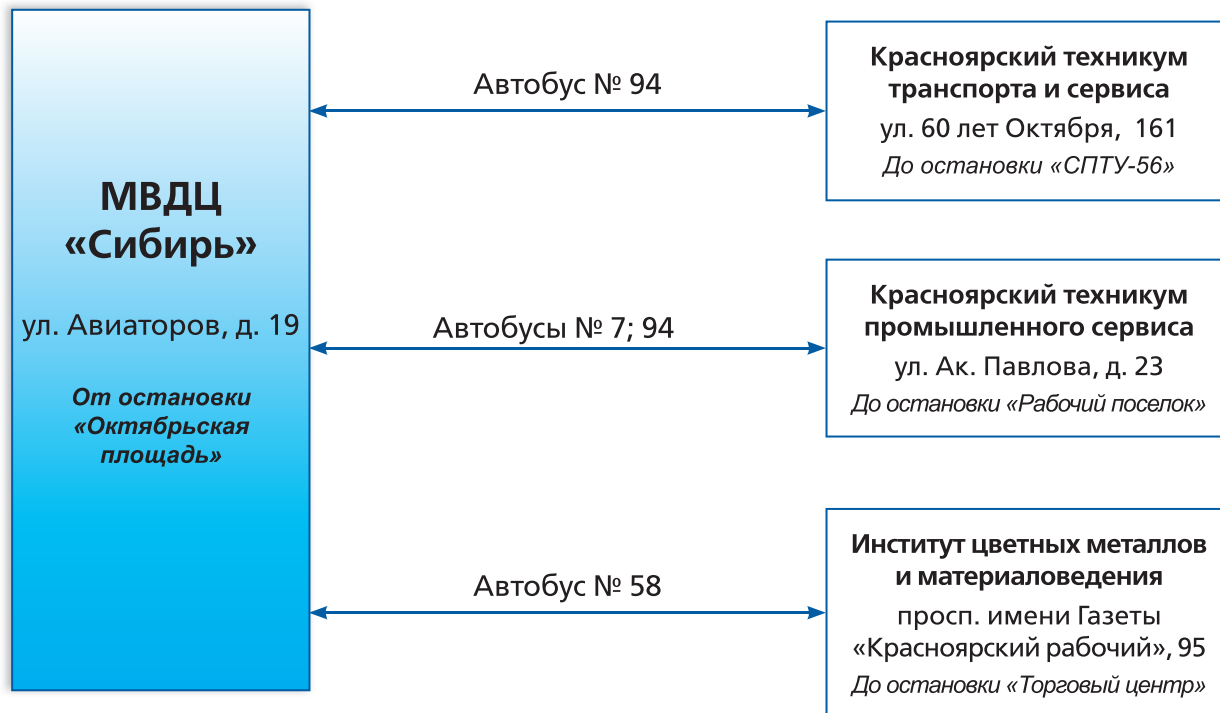 МВДЦ
«Сибирь»
ул. Авиаторов, д. 19
От остановки
«Октябрьская
площадь»
Автобус № 94
Красноярский техникум
транспорта и сервиса
ул. 60 лет Октября, 161
До остановки «СПТУ-56»
Автобусы № 7; 94
Красноярский техникум
промышленного сервиса
ул. Ак. Павлова, д. 23
До остановки «Рабочий поселок»
Автобус № 58
Институт цветных металлов
и материаловедения
просп. имени Газеты
«Красноярский рабочий», 95
До остановки «Торговый центр»